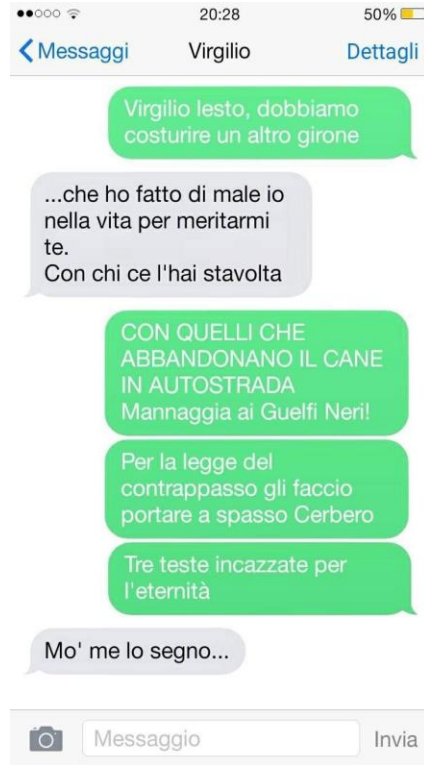 20:28
50%
Messaggi
Virgilio
Dettagli
Virgilio lesto, dobbiamo
costurire un altro girone
...che ho fatto di male io
nella vita per meritarmi
te.
Con chi ce l'hai stavolta
CON QUELLI CHE
ABBANDONANO IL CANE
IN AUTOSTRADA
Mannaggia ai Guelfi Neri!
Per la legge del
contrappasso gli faccio
portare a spasso Cerbero
Tre teste incazzate per
l'eternità
Mo' me lo segno...
Messaggio
Invia